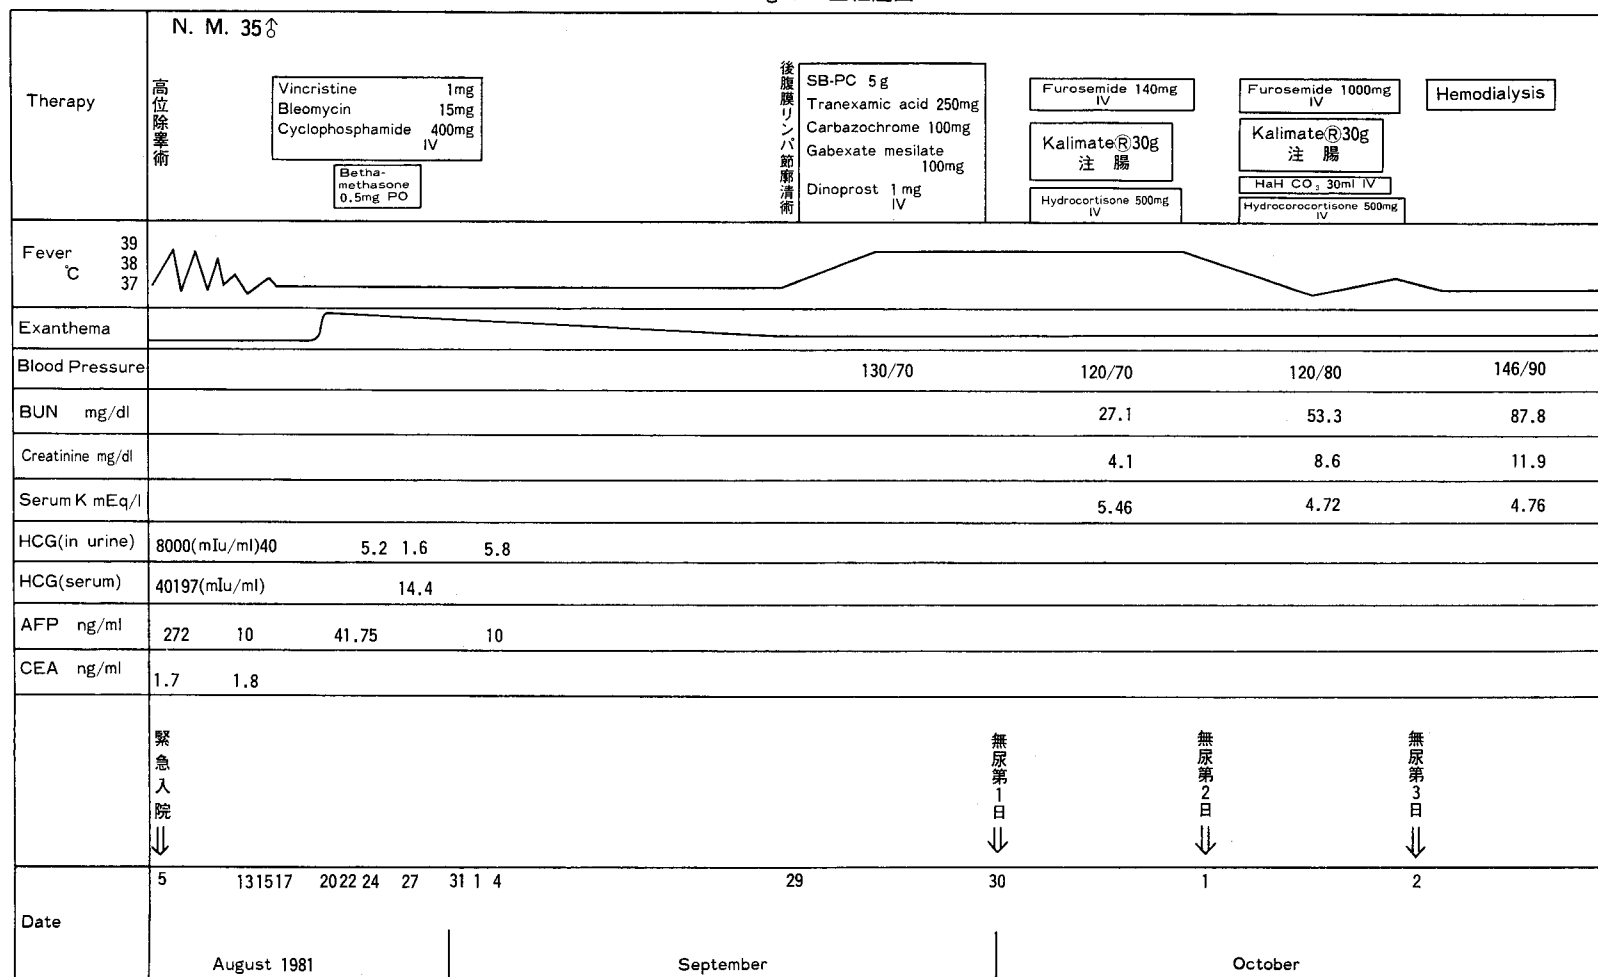 N. M. 35♂
Therapy
高位除睾術
Vincristine 1mg
Bleomycin 15mg
Cyclophosphamide 400mg
IV
Betha-
methasone
0.5mg PO
後腹膜リンパ節廓清術
SB-PC 5g
Tranexamic acid 250mg
Carbazochrome 100mg
Gabexate mesilate
100mg
Dinoprost 1mg
IV
Furosemide 140mg
IV
Kalimate®30g
注 腸
Hydrocortisone 500mg
IV
Furosemide 1000mg
IV
Kalimate®30g
注 腸
HaH CO₃ 30ml IV
Hydrocorocortisone 500mg
IV
Hemodialysis
Fever
℃
39
38
37
Exanthema
Blood Pressure 130/70 120/70 120/80 146/90
BUN mg/dl 27.1 53.3 87.8
Creatinine mg/dl 4.1 8.6 11.9
Serum K mEq/l 5.46 4.72 4.76
HCG(in urine) 8000(mIu/ml)40 5.2 1.6 5.8
HCG(serum) 40197(mIu/ml) 14.4
AFP ng/ml 272 10 41.75 10
CEA ng/ml 1.7 1.8
緊急入院
無尿第1日
無尿第2日
無尿第3日
5 13 15 17 20 22 24 27 31 1 4 29 30 1 2
Date
August 1981 September October